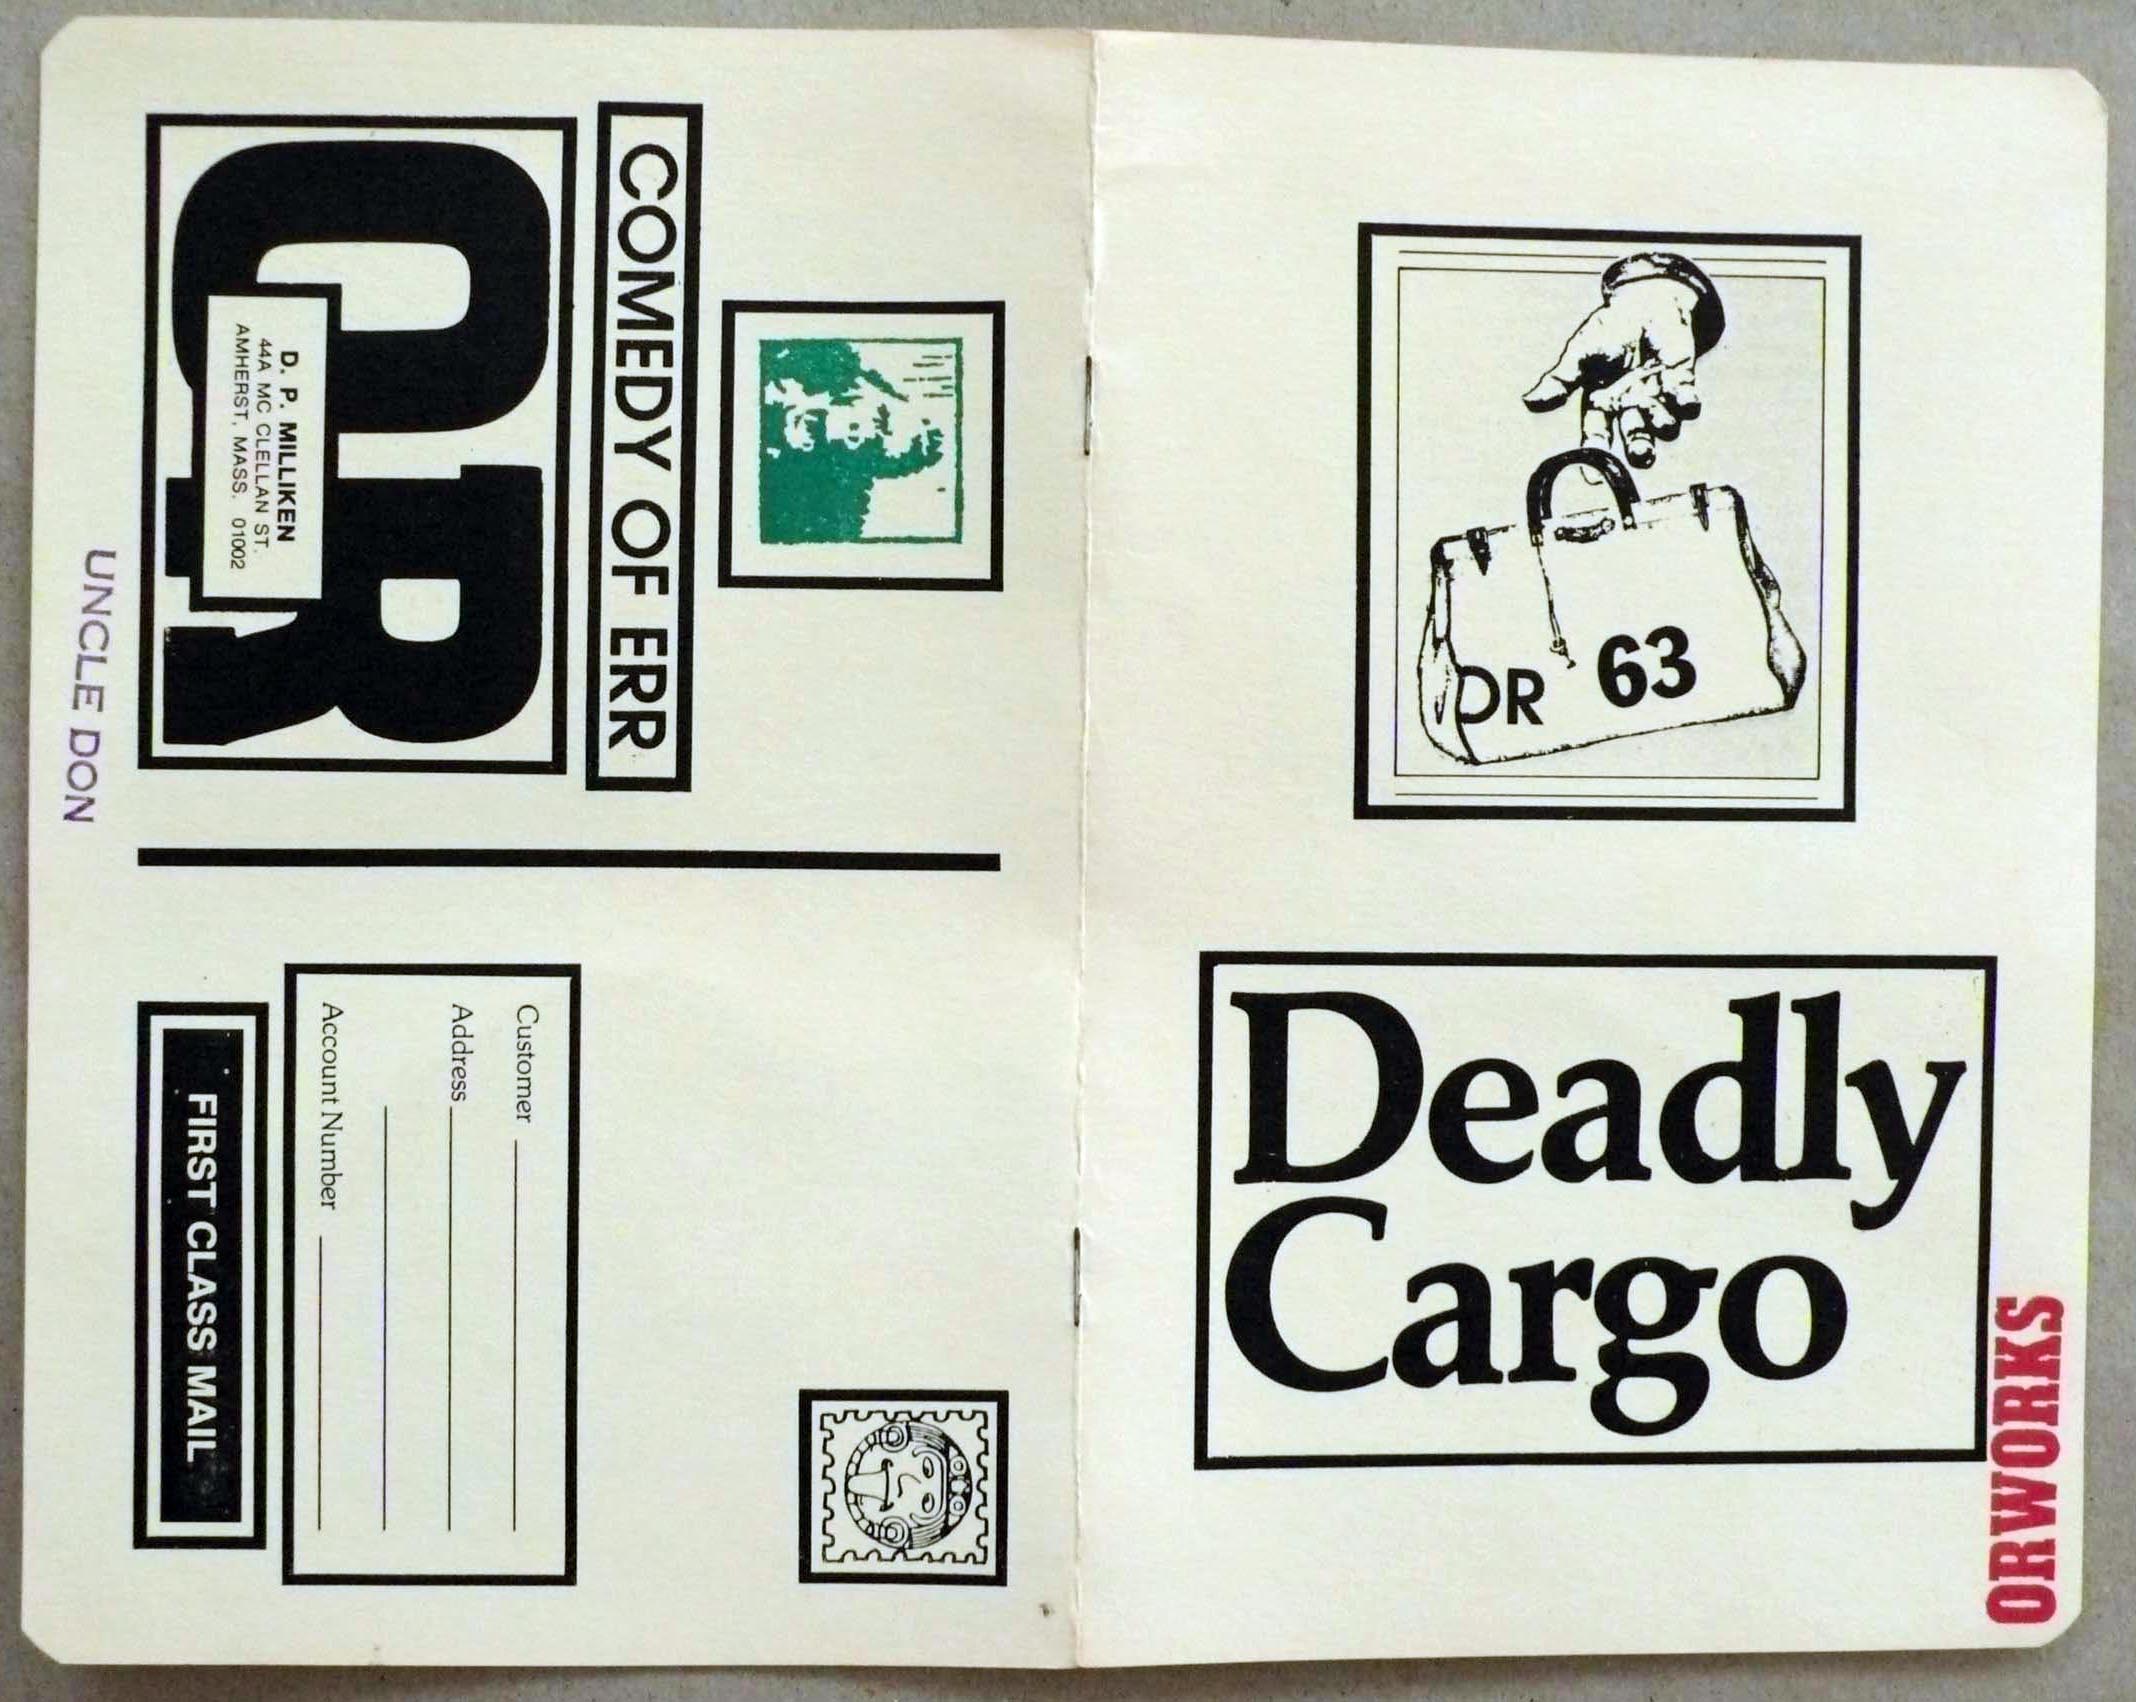 OR 63
Deadly
Cargo
ORWORKS
COMEDY OF ERR
OR
D. P. MILLIKEN
44A MC CLELLAN ST.
AMHERST, MASS. 01002
UNCLE DON
Customer
Address
Account Number
FIRST CLASS MAIL